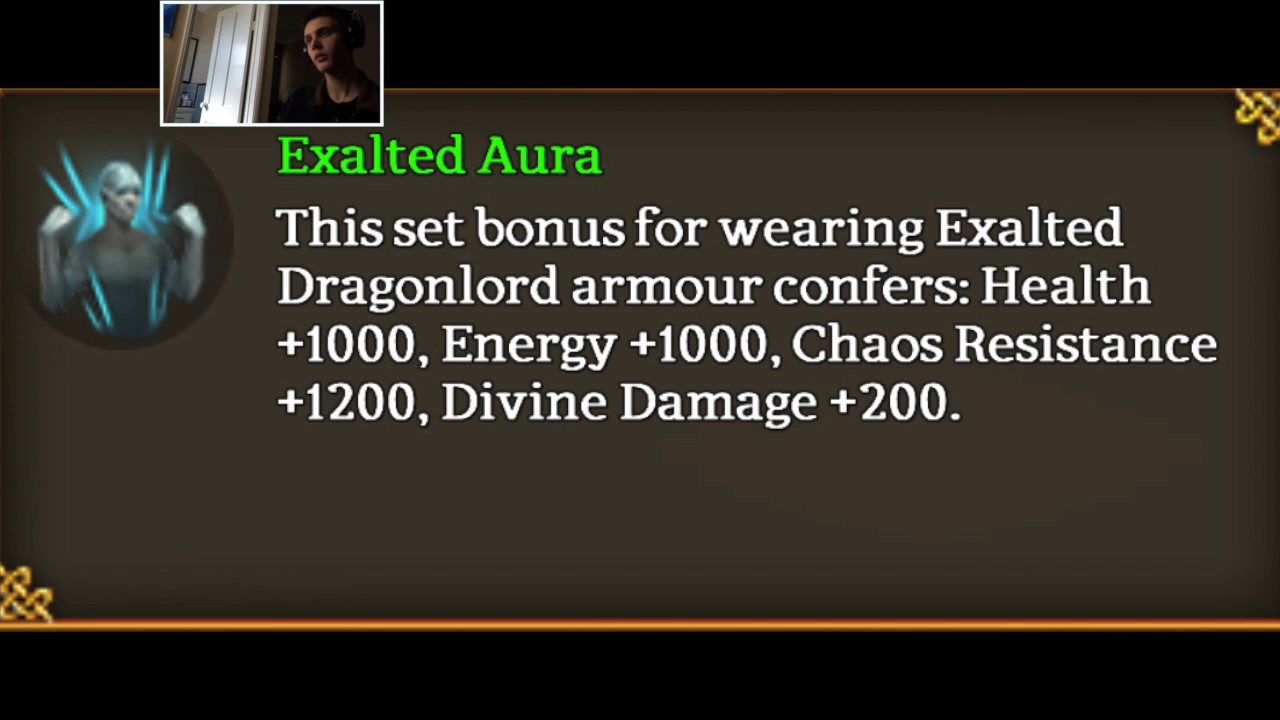 Exalted Aura
This set bonus for wearing Exalted
Dragonlord armour confers: Health
+1000, Energy +1000, Chaos Resistance
+1200, Divine Damage +200.